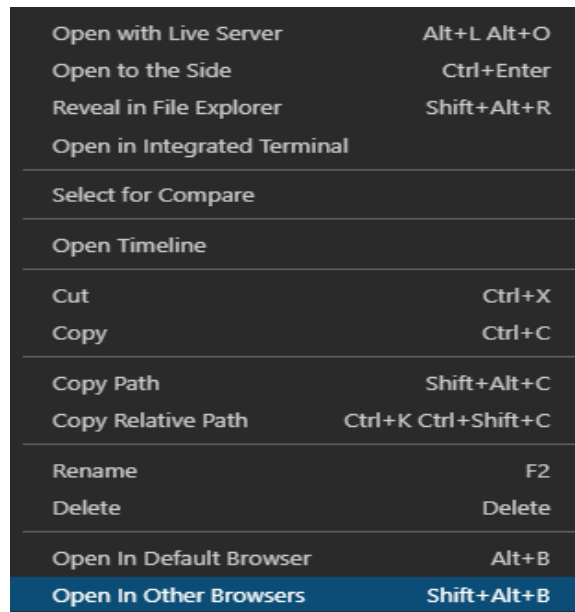 Open with Live Server Alt+L Alt+O
Open to the Side Ctrl+Enter
Reveal in File Explorer Shift+Alt+R
Open in Integrated Terminal
Select for Compare
Open Timeline
Cut Ctrl+X
Copy Ctrl+C
Copy Path Shift+Alt+C
Copy Relative Path Ctrl+K Ctrl+Shift+C
Rename F2
Delete Delete
Open In Default Browser Alt+B
Open In Other Browsers Shift+Alt+B